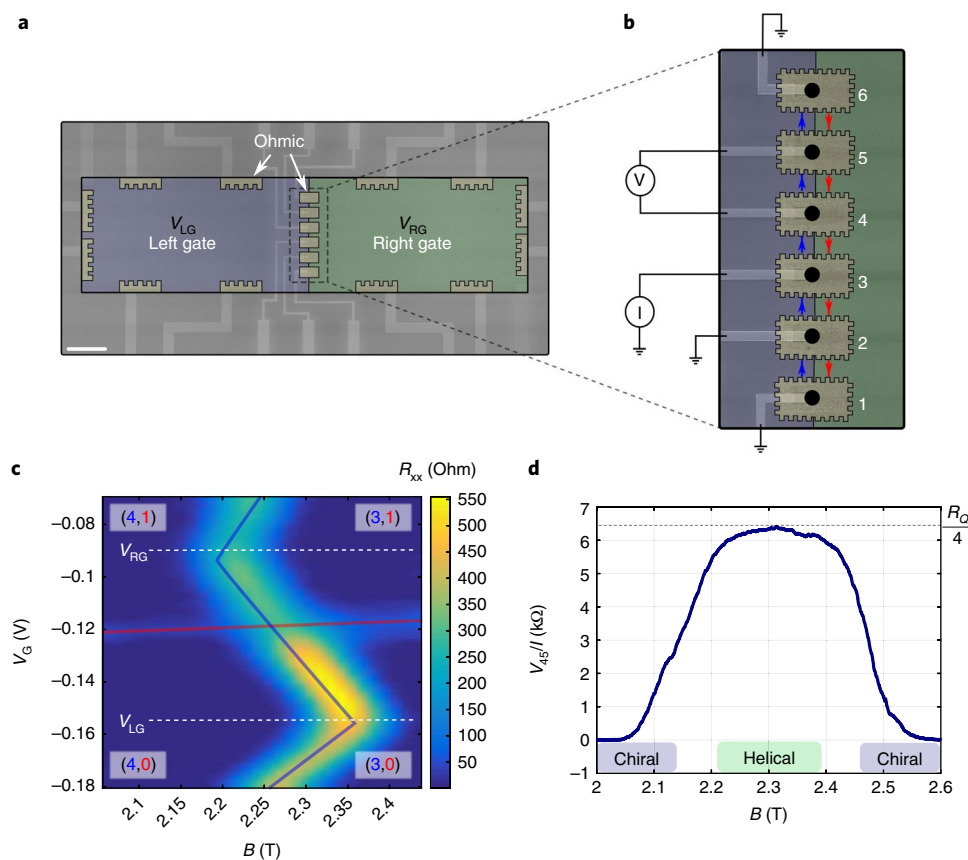 a
Ohmic
V_LG
Left gate
V_RG
Right gate
b
V
I
6
5
4
3
2
1
c
R_xx (Ohm)
(4,1)
(3,1)
V_RG
V_LG
(4,0)
(3,0)
−0.08
−0.1
−0.12
−0.14
−0.16
−0.18
V_G (V)
2.1
2.15
2.2
2.25
2.3
2.35
2.4
B (T)
550
500
450
400
350
300
250
200
150
100
50
d
R_Q
4
7
6
5
4
3
2
1
0
−1
V_45/I (kΩ)
Chiral
Helical
Chiral
2
2.1
2.2
2.3
2.4
2.5
2.6
B (T)